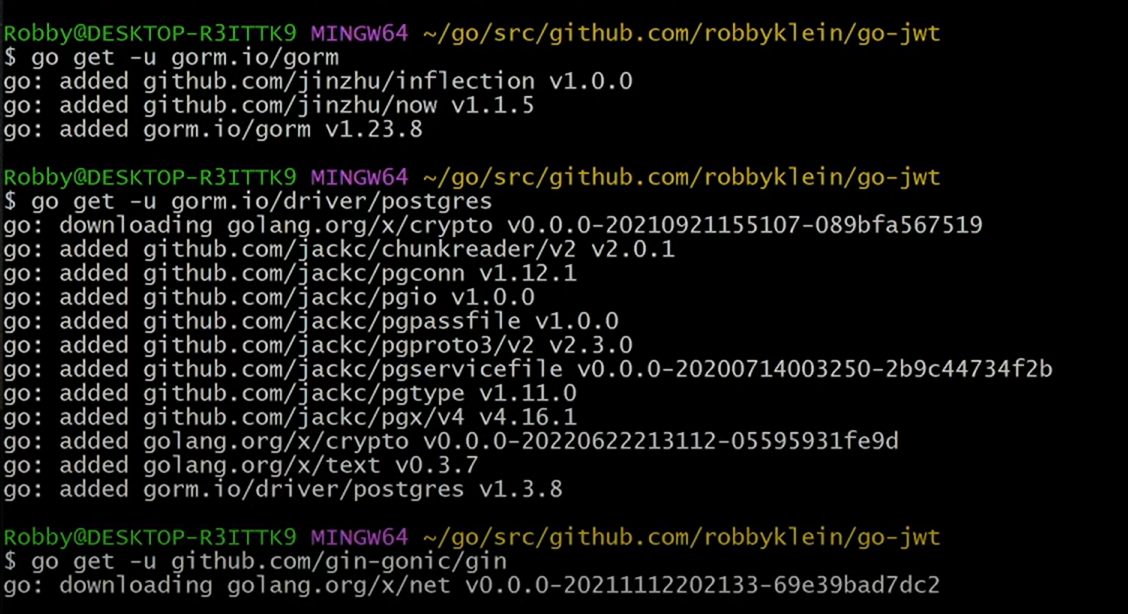 Robby@DESKTOP-R3ITTK9 MINGW64 ~/go/src/github.com/robbyklein/go-jwt
$ go get -u gorm.io/gorm
go: added github.com/jinzhu/inflection v1.0.0
go: added github.com/jinzhu/now v1.1.5
go: added gorm.io/gorm v1.23.8
Robby@DESKTOP-R3ITTK9 MINGW64 ~/go/src/github.com/robbyklein/go-jwt
$ go get -u gorm.io/driver/postgres
go: downloading golang.org/x/crypto v0.0.0-20210921155107-089bfa567519
go: added github.com/jackc/chunkreader/v2 v2.0.1
go: added github.com/jackc/pgconn v1.12.1
go: added github.com/jackc/pgio v1.0.0
go: added github.com/jackc/pgpassfile v1.0.0
go: added github.com/jackc/pgproto3/v2 v2.3.0
go: added github.com/jackc/pgservicefile v0.0.0-20200714003250-2b9c44734f2b
go: added github.com/jackc/pgtype v1.11.0
go: added github.com/jackc/pgx/v4 v4.16.1
go: added golang.org/x/crypto v0.0.0-20220622213112-05595931fe9d
go: added golang.org/x/text v0.3.7
go: added gorm.io/driver/postgres v1.3.8
Robby@DESKTOP-R3ITTK9 MINGW64 ~/go/src/github.com/robbyklein/go-jwt
$ go get -u github.com/gin-gonic/gin
go: downloading golang.org/x/net v0.0.0-20211112202133-69e39bad7dc2